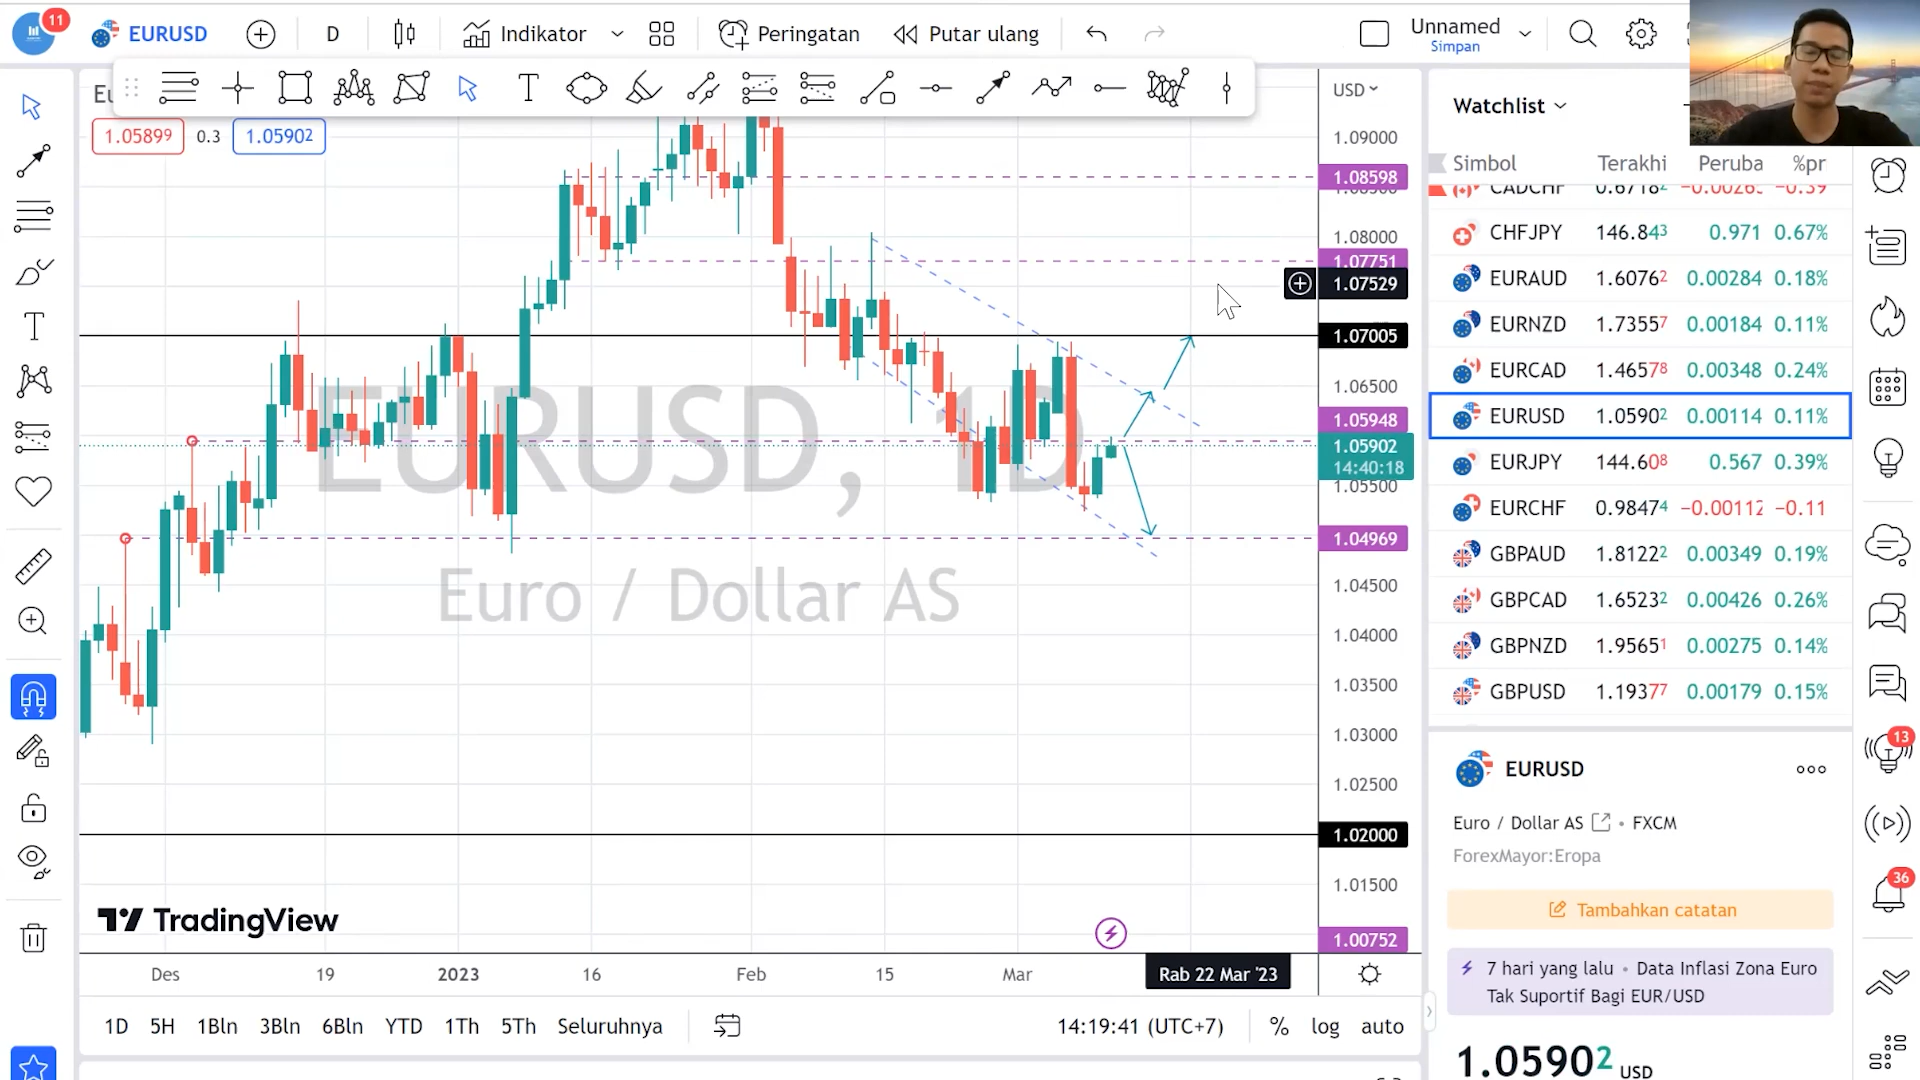 11
EURUSD
D
Indikator
Peringatan
Putar ulang
Unnamed
Simpan
1.05899
0.3
1.05902
USD
1.09000
1.08598
1.08000
1.07751
1.07529
1.07005
1.06500
1.05948
1.05902
14:40:18
1.05500
1.04969
1.04500
1.04000
1.03500
1.03000
1.02500
1.02000
1.01500
1.00752
EURUSD, 1D
Euro / Dollar AS
TradingView
Des
19
2023
16
Feb
15
Mar
Rab 22 Mar '23
1D 5H 1Bln 3Bln 6Bln YTD 1Th 5Th Seluruhnya
14:19:41 (UTC+7)
% log auto
Watchlist
Simbol Terakhi Peruba %pr
CADCHF 0.6718² −0.39
CHFJPY 146.843 0.971 0.67%
EURAUD 1.60762 0.00284 0.18%
EURNZD 1.73557 0.00184 0.11%
EURCAD 1.46578 0.00348 0.24%
EURUSD 1.05902 0.00114 0.11%
EURJPY 144.608 0.567 0.39%
EURCHF 0.98474 −0.00112 −0.11
GBPAUD 1.81222 0.00349 0.19%
GBPCAD 1.65232 0.00426 0.26%
GBPNZD 1.95651 0.00275 0.14%
GBPUSD 1.19377 0.00179 0.15%
EURUSD
Euro / Dollar AS • FXCM
ForexMayor:Eropa
Tambahkan catatan
7 hari yang lalu • Data Inflasi Zona Euro
Tak Suportif Bagi EUR/USD
1.05902 USD
13
36